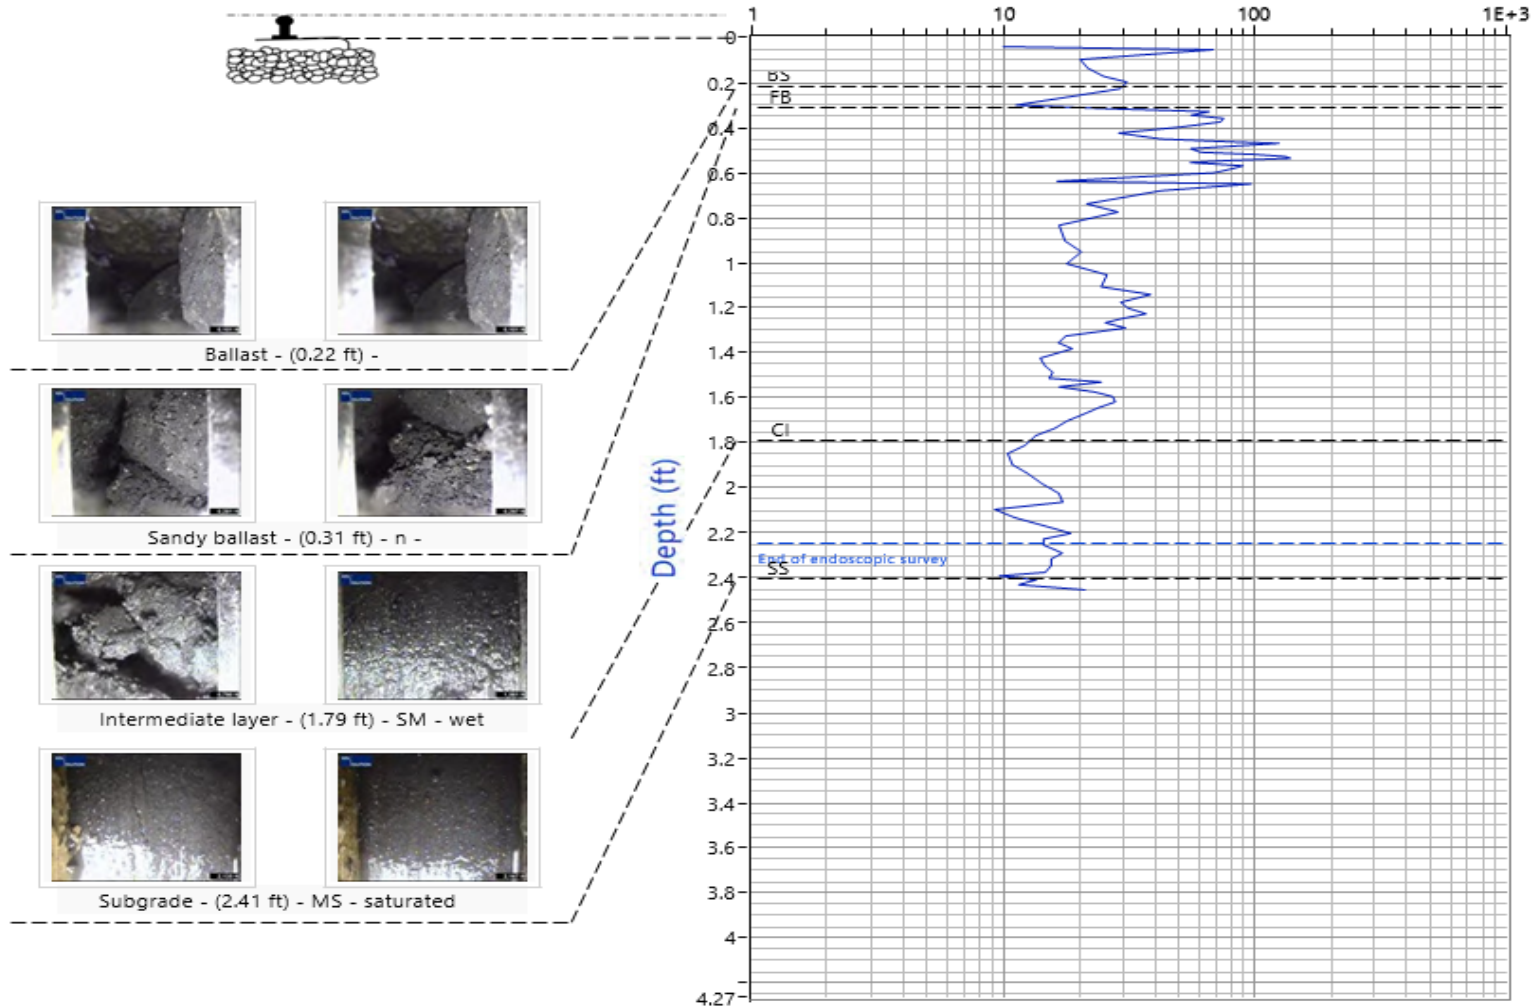 1 10 100 1E+3
0
BS
0.2
FB
0.4
0.6
0.8
1
1.2
1.4
1.6
CI
1.8
2
2.2
End of endoscopic survey
SS
2.4
2.6
2.8
3
3.2
3.4
3.6
3.8
4
4.27
Depth (ft)
Ballast - (0.22 ft) -
Sandy ballast - (0.31 ft) - n -
Intermediate layer - (1.79 ft) - SM - wet
Subgrade - (2.41 ft) - MS - saturated